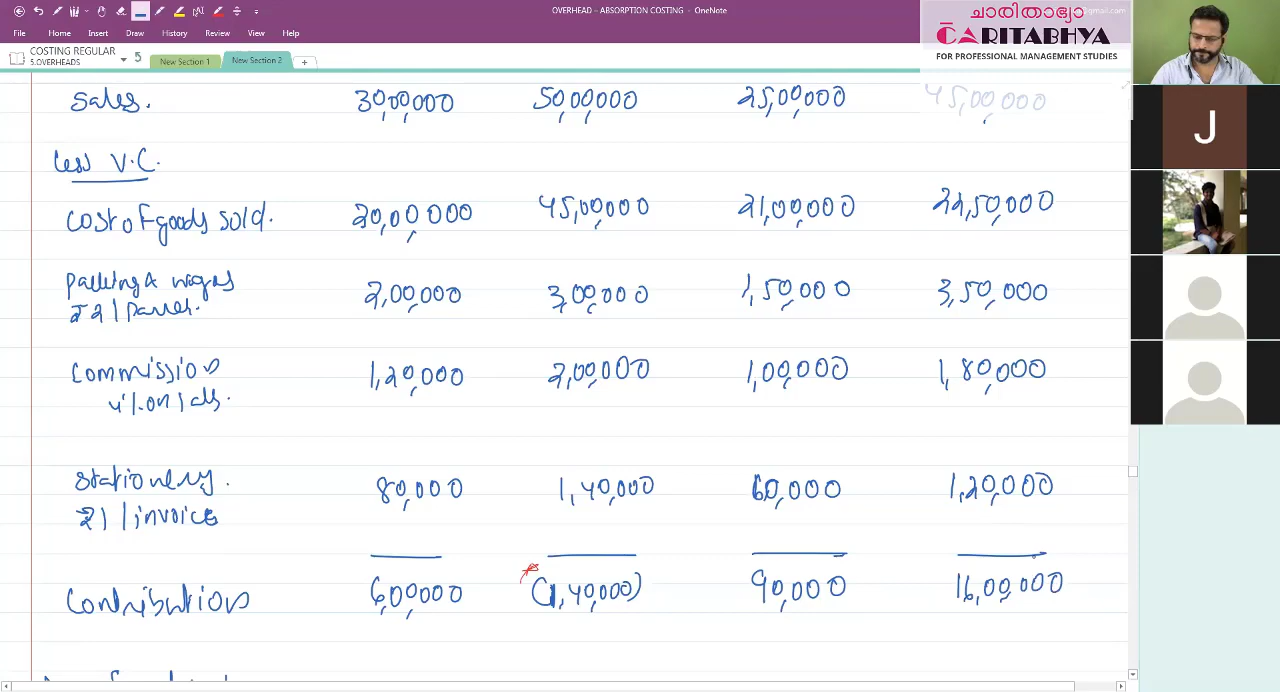 OVERHEAD – ABSORPTION COSTING - OneNote
@gmail.com
File Home Insert Draw History Review View Help
ചാരിതാഭ്യാ
CARITABHYA
FOR PROFESSIONAL MANAGEMENT STUDIES
COSTING REGULAR
5.OVERHEADS
5
New Section 1
New Section 2
+
Sales. 30,00,000 50,00,000 25,00,000 45,00,000
Less V.C.
Cost of goods sold. 20,00,000 45,00,000 21,00,000 22,50,000
Packing & wages 2,00,000 3,00,000 1,50,000 3,50,000
₹2 | Parcel.
Commission 1,20,000 2,00,000 1,00,000 1,80,000
4% on sales.
Stationery. 80,000 1,40,000 60,000 1,20,000
₹1 | invoice
Contribution 6,00,000 (1,40,000) 90,000 16,00,000
J